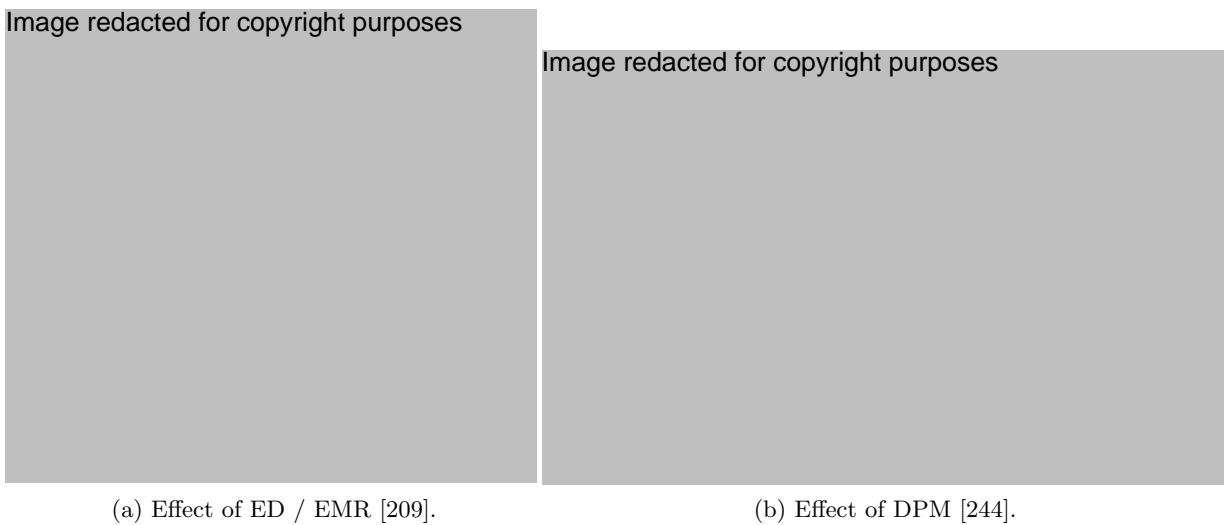 Image redacted for copyright purposes
Image redacted for copyright purposes
(a) Effect of ED / EMR [209].
(b) Effect of DPM [244].